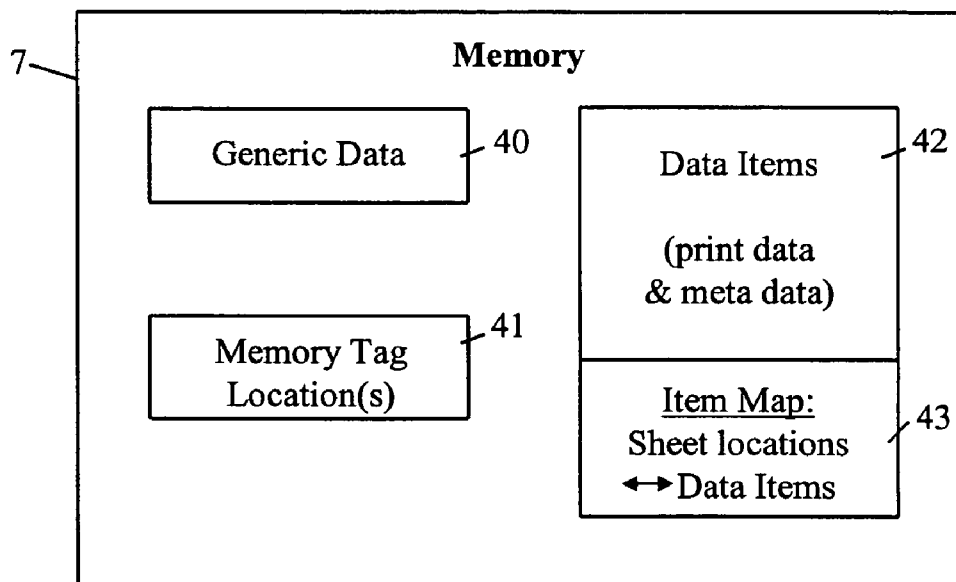 7
Memory
Generic Data
40
Memory Tag
Location(s)
41
Data Items
(print data
& meta data)
42
Item Map:
Sheet locations
↔ Data Items
43